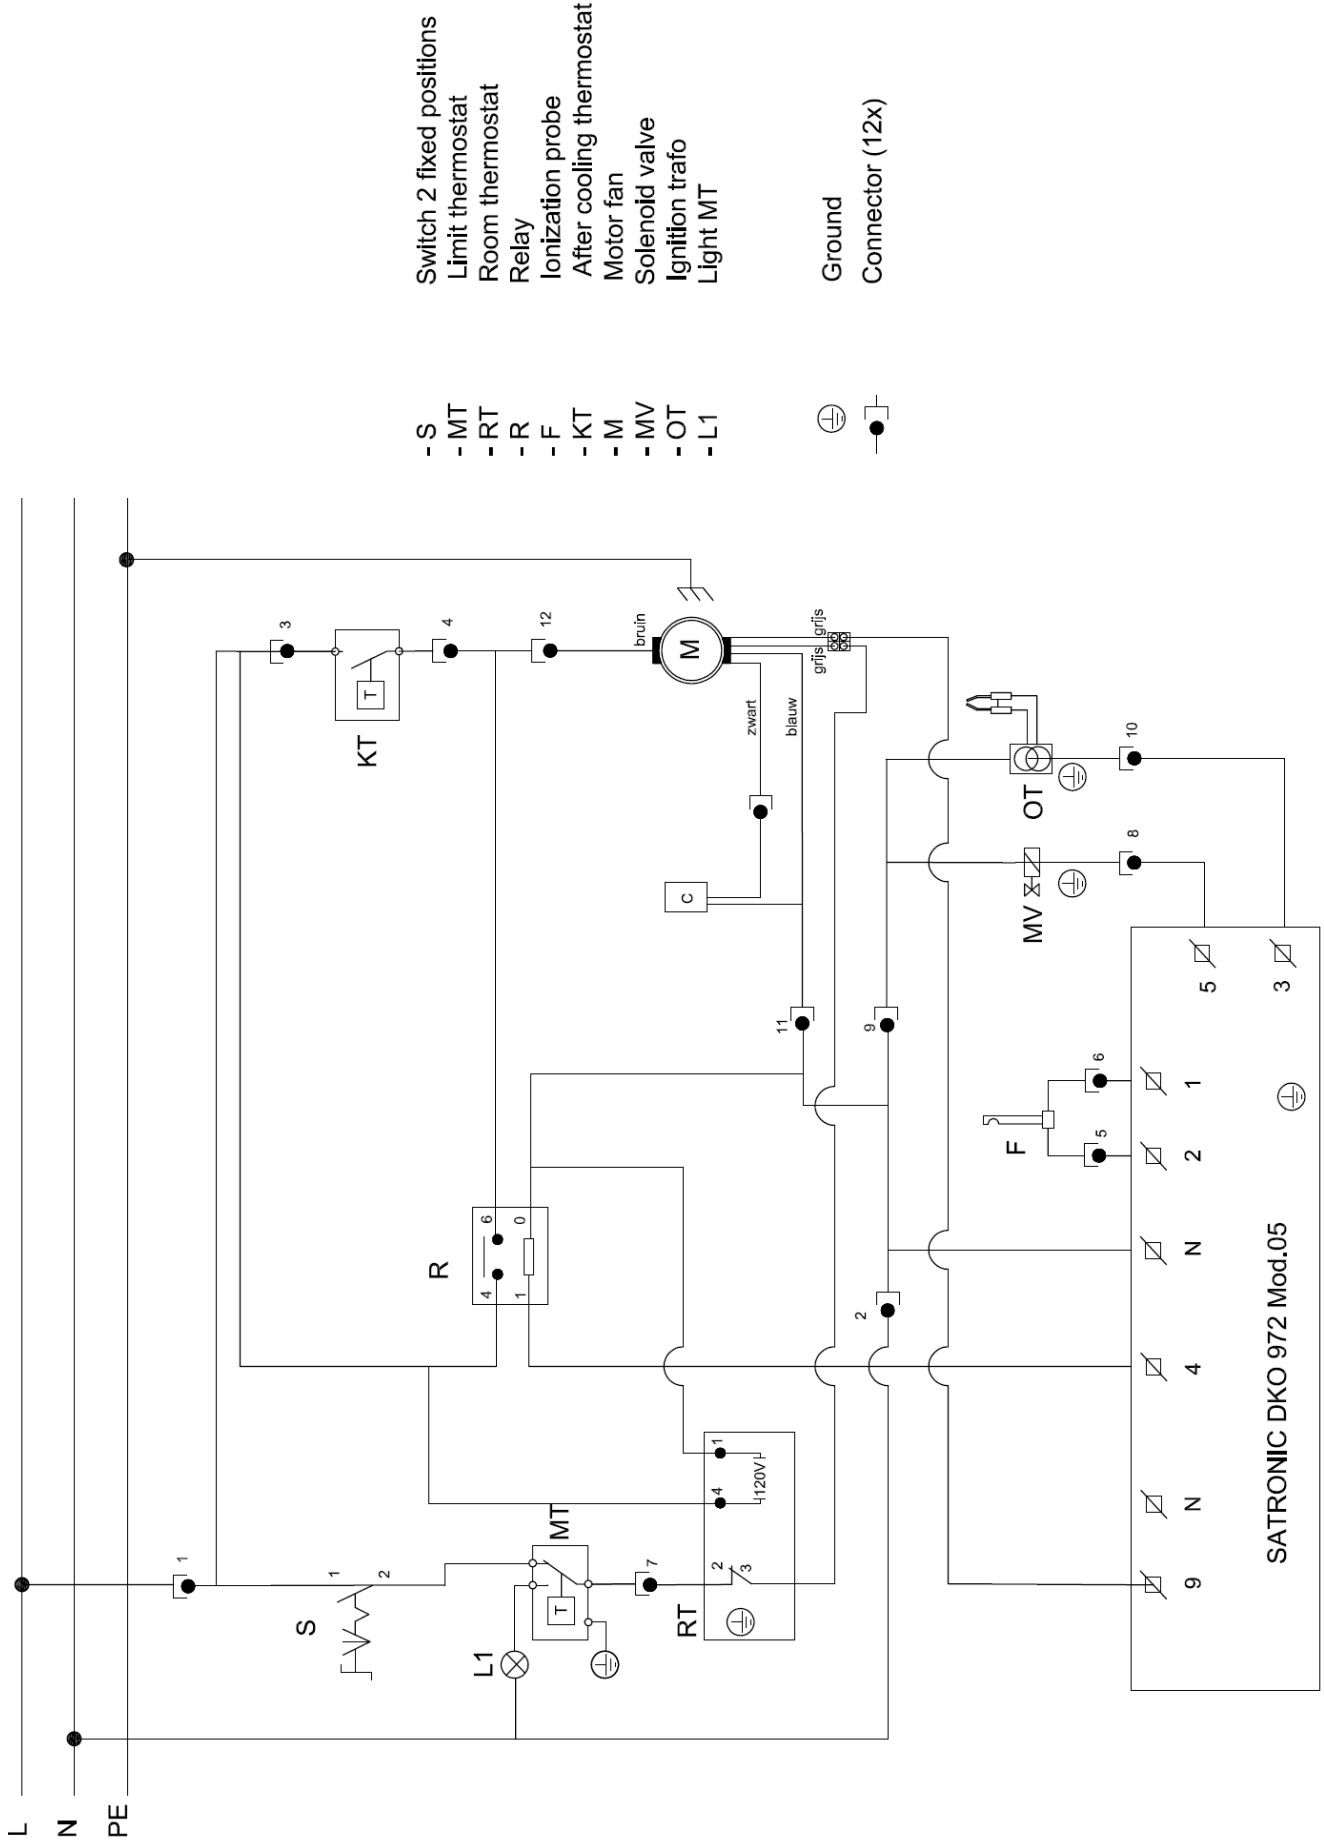 L
N
PE
1
S
1
2
L1
MT
T
7
RT
2
3
4
1
120V
R
4
6
1
0
KT
T
3
4
12
bruin
M
zwart
blauw
grijs
grijs
C
11
9
2
MV
8
OT
10
F
5
6
9
N
4
N
2
1
5
3
SATRONIC DKO 972 Mod.05
- S Switch 2 fixed positions
- MT Limit thermostat
- RT Room thermostat
- R Relay
- F Ionization probe
- KT After cooling thermostat
- M Motor fan
- MV Solenoid valve
- OT Ignition trafo
- L1 Light MT
Ground
Connector (12x)